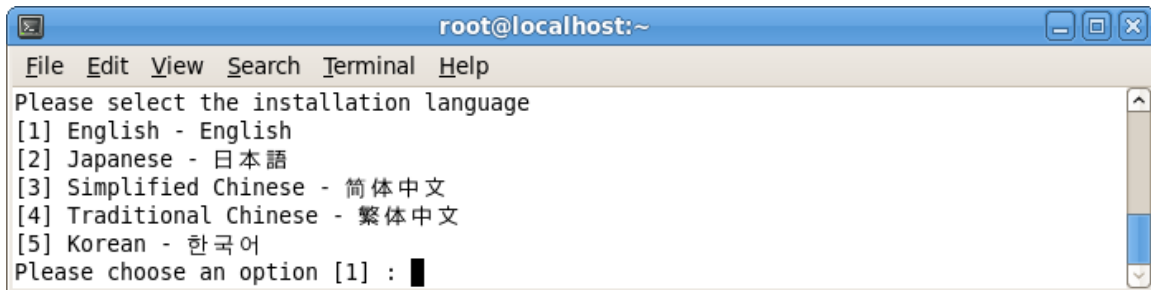 root@localhost:~
File Edit View Search Terminal Help
Please select the installation language
[1] English - English
[2] Japanese - 日本語
[3] Simplified Chinese - 简体中文
[4] Traditional Chinese - 繁体中文
[5] Korean - 한국어
Please choose an option [1] :